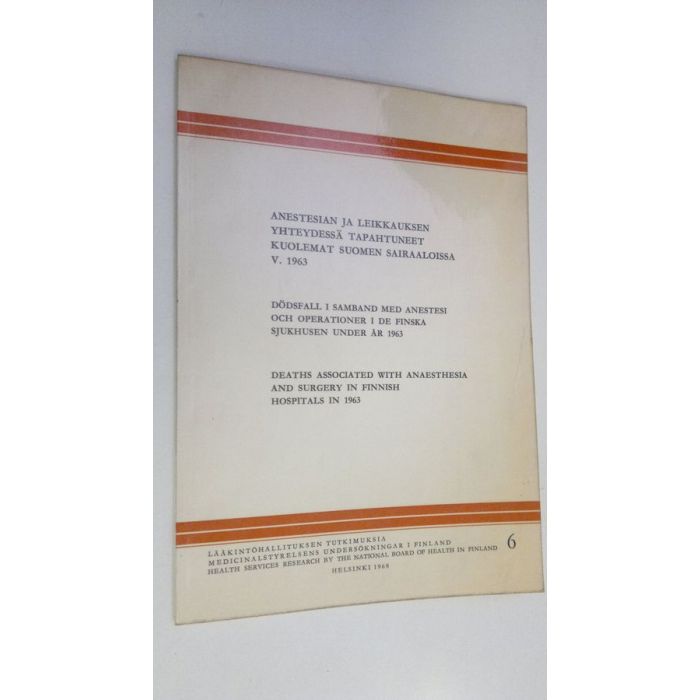 ANESTESIAN JA LEIKKAUKSEN
YHTEYDESSÄ TAPAHTUNEET
KUOLEMAT SUOMEN SAIRAALOISSA
V. 1963
DÖDSFALL I SAMBAND MED ANESTESI
OCH OPERATIONER I DE FINSKA
SJUKHUSEN UNDER ÅR 1963
DEATHS ASSOCIATED WITH ANAESTHESIA
AND SURGERY IN FINNISH
HOSPITALS IN 1963
LÄÄKINTÖHALLITUKSEN TUTKIMUKSIA
MEDICINALSTYRELSENS UNDERSÖKNINGAR I FINLAND
HEALTH SERVICES RESEARCH BY THE NATIONAL BOARD OF HEALTH IN FINLAND 6
HELSINKI 1968